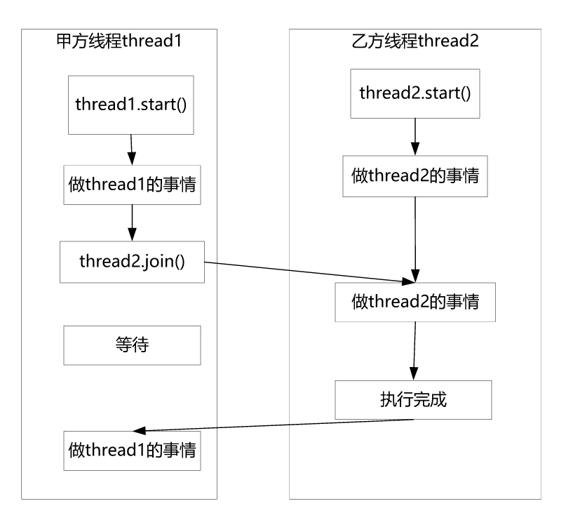 甲方线程thread1
thread1.start()
做thread1的事情
thread2.join()
等待
做thread1的事情
乙方线程thread2
thread2.start()
做thread2的事情
做thread2的事情
执行完成